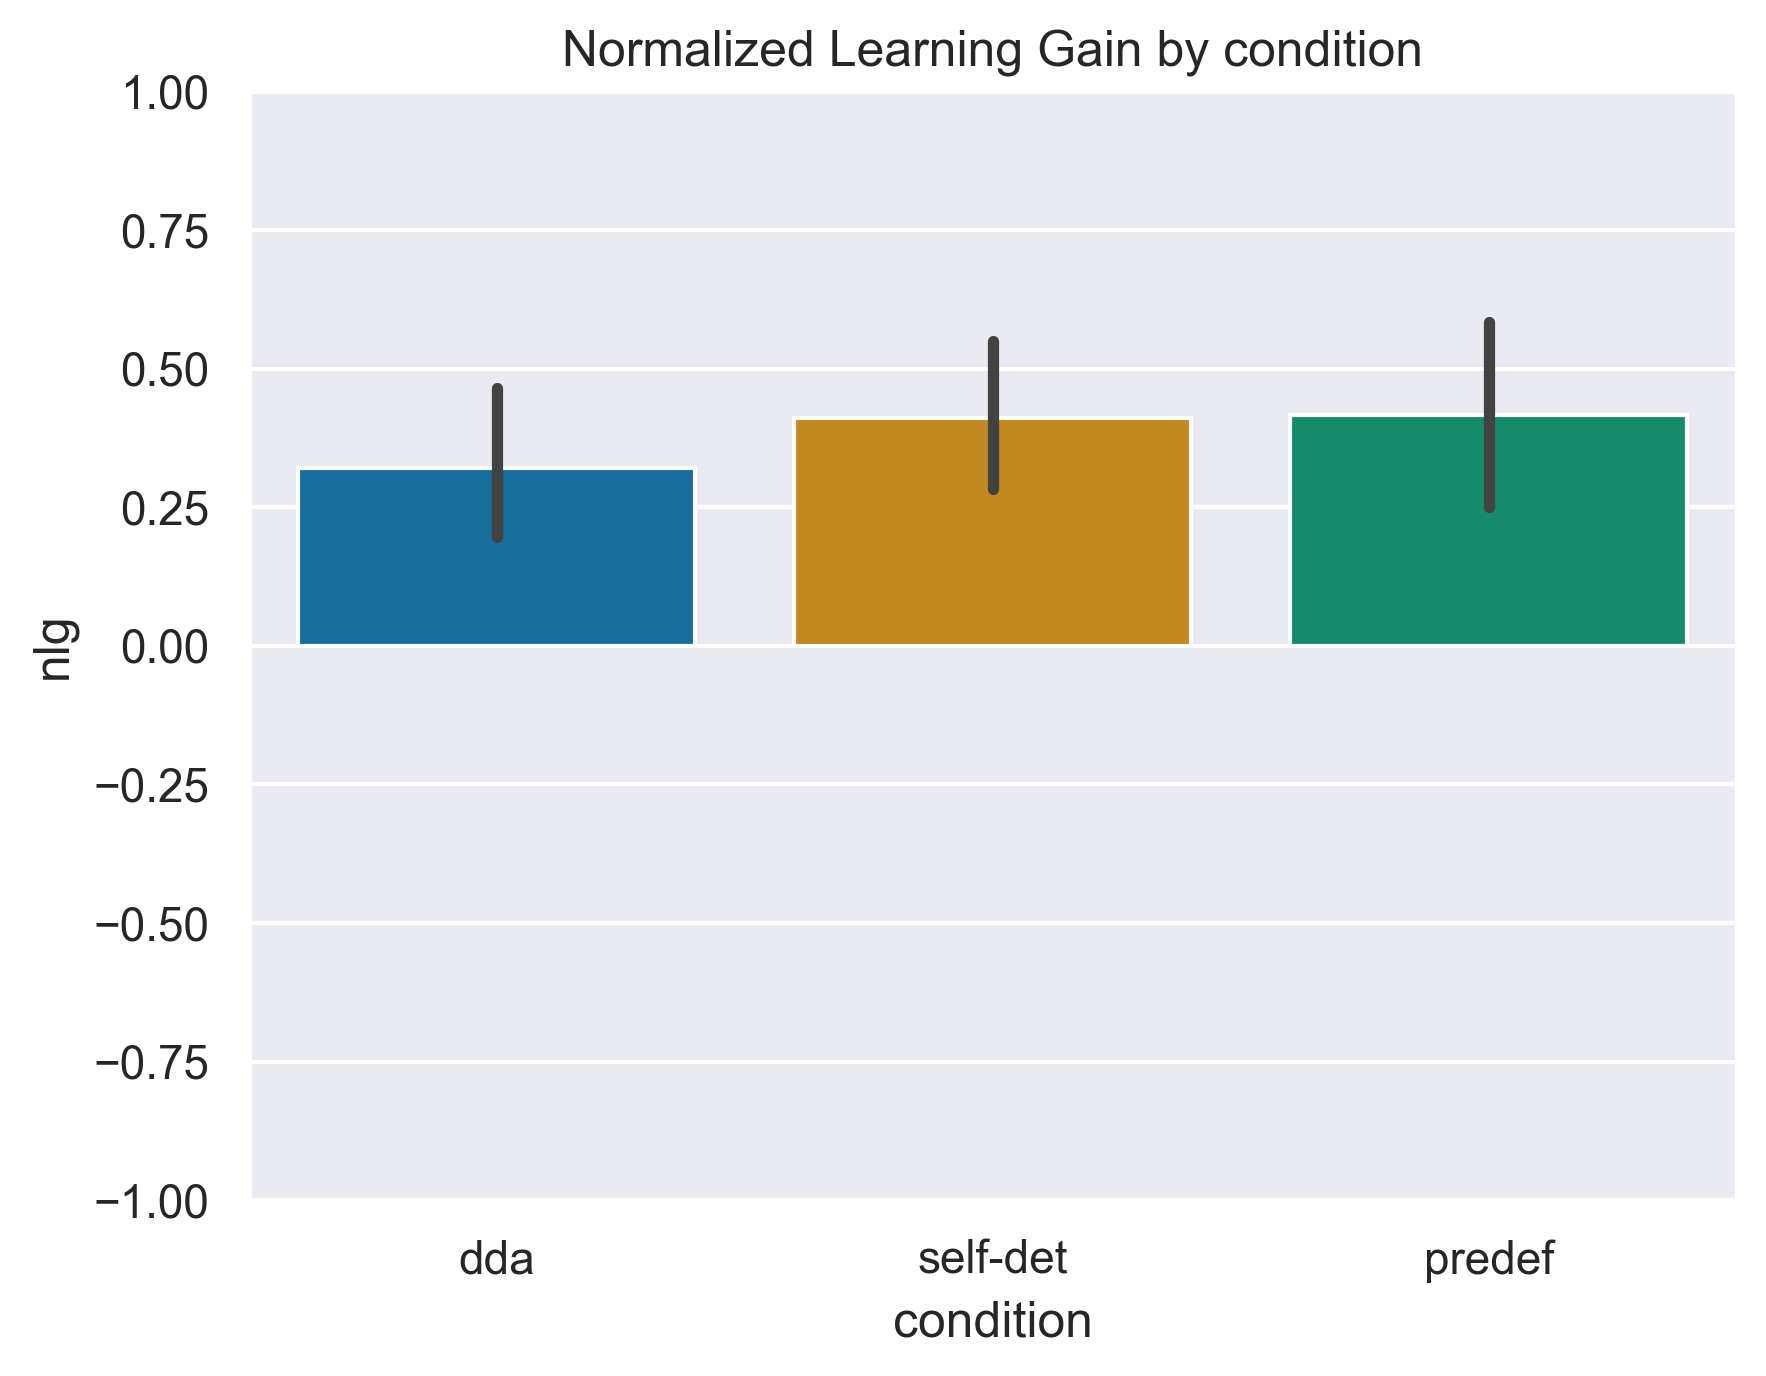 Normalized Learning Gain by condition
1.00
0.75
0.50
0.25
0.00
−0.25
−0.50
−0.75
−1.00
nlg
dda
self-det
predef
condition